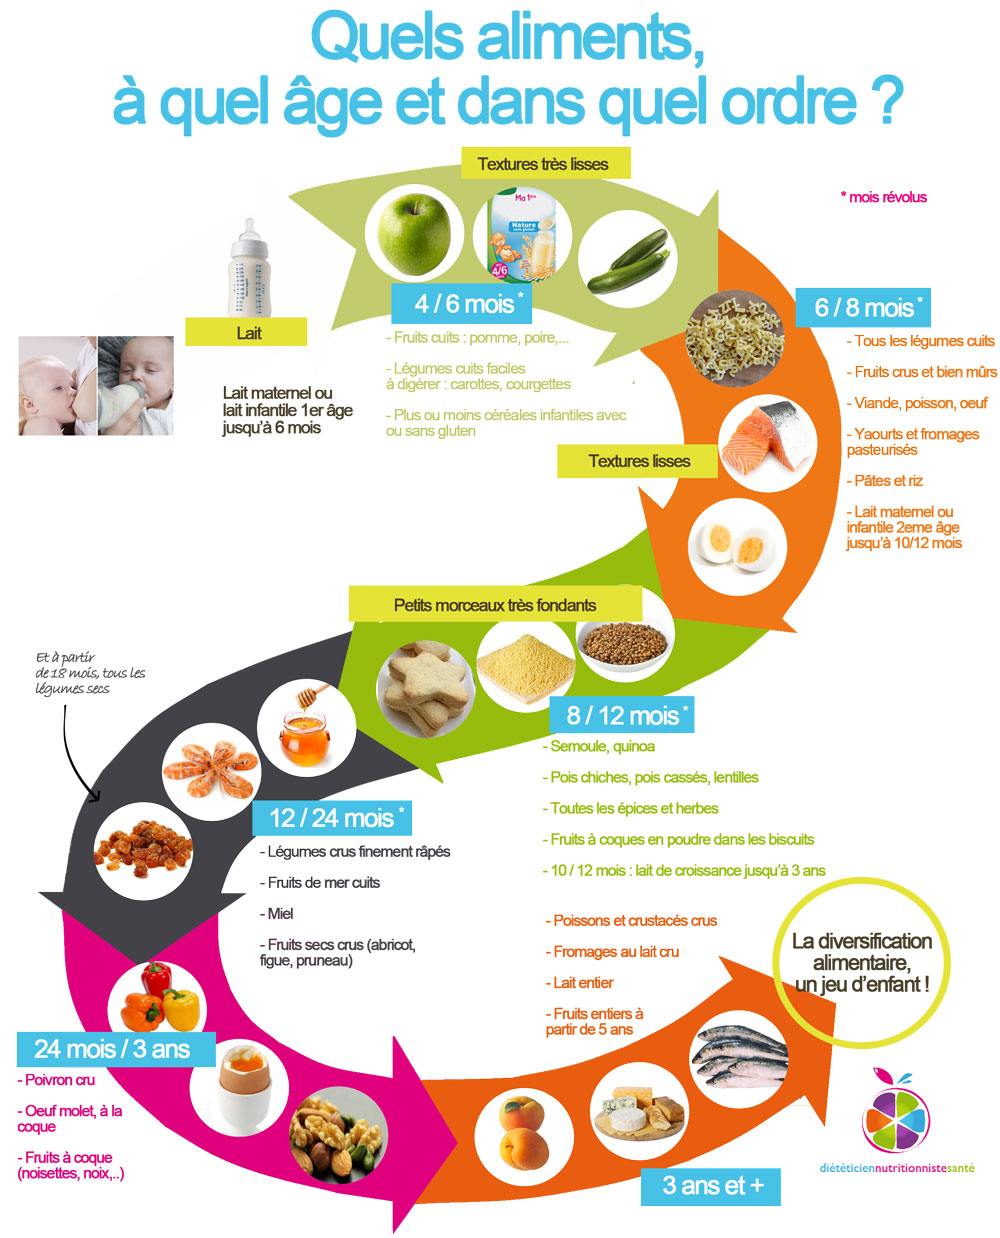 Quels aliments,
à quel âge et dans quel ordre ?
Textures très lisses
* mois révolus
Ma 1ère
Nature
sans gluten
4/6
Lait
Lait maternel ou
lait infantile 1er âge
jusqu'à 6 mois
4 / 6 mois *
- Fruits cuits : pomme, poire,...
- Légumes cuits faciles
à digérer : carottes, courgettes
- Plus ou moins céréales infantiles avec
ou sans gluten
6 / 8 mois *
- Tous les légumes cuits
- Fruits crus et bien mûrs
- Viande, poisson, oeuf
- Yaourts et fromages
pasteurisés
- Pâtes et riz
- Lait maternel ou
infantile 2eme âge
jusqu'à 10/12 mois
Textures lisses
Petits morceaux très fondants
8 / 12 mois *
- Semoule, quinoa
- Pois chiches, pois cassés, lentilles
- Toutes les épices et herbes
- Fruits à coques en poudre dans les biscuits
- 10 / 12 mois : lait de croissance jusqu'à 3 ans
Et à partir
de 18 mois, tous les
légumes secs
12 / 24 mois *
- Légumes crus finement râpés
- Fruits de mer cuits
- Miel
- Fruits secs crus (abricot,
figue, pruneau)
24 mois / 3 ans
- Poivron cru
- Oeuf molet, à la
coque
- Fruits à coque
(noisettes, noix,..)
- Poissons et crustacés crus
- Fromages au lait cru
- Lait entier
- Fruits entiers à
partir de 5 ans
3 ans et +
La diversification
alimentaire,
un jeu d'enfant !
diététiciennutritionnistesanté